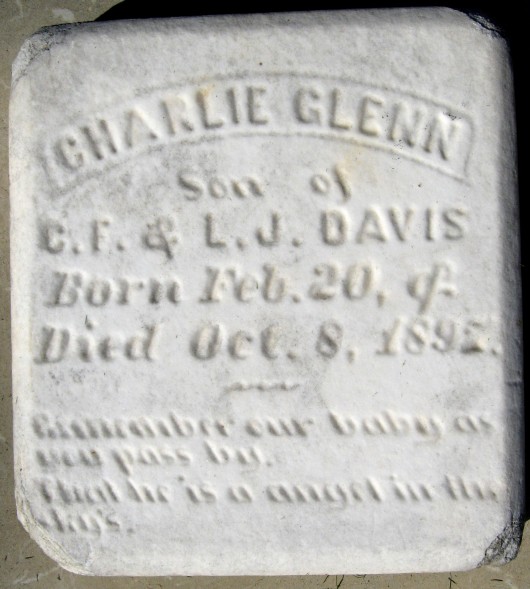 CHARLIE GLENN
Son of
C. F. & L. J. DAVIS
Born Feb. 20, &
Died Oct. 8, 1895.
Remember our baby as
you pass by.
that he is a angel in the
skys.